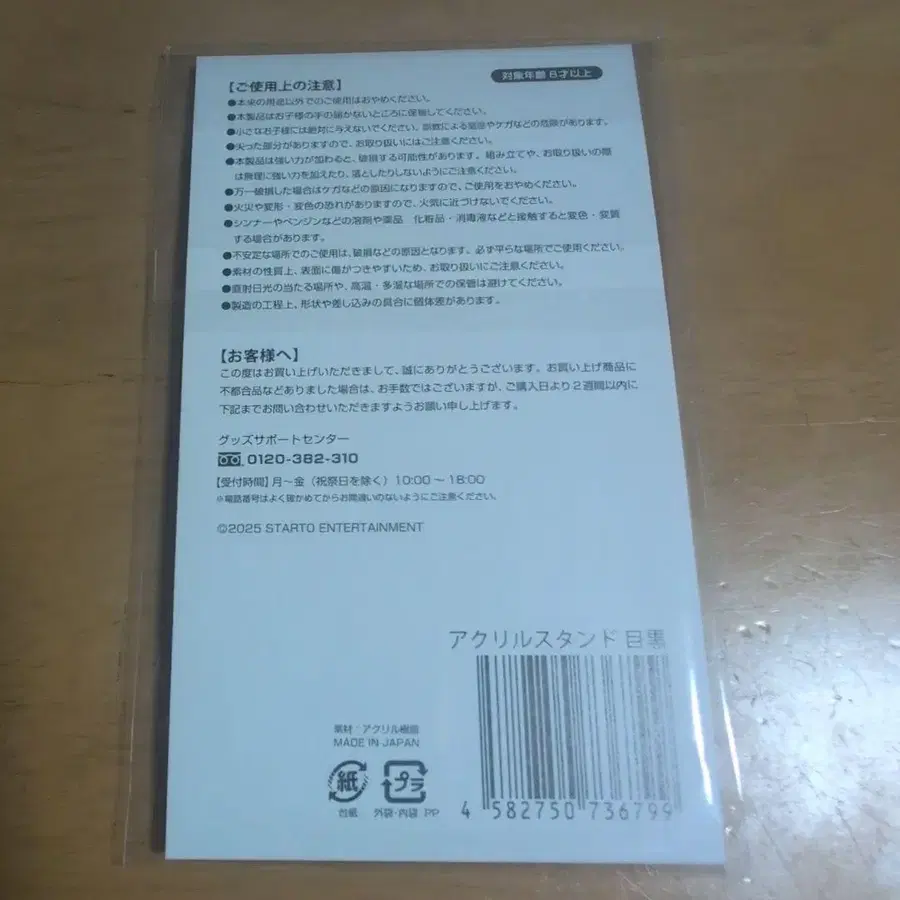 対象年齢 6才以上
【ご使用上の注意】
●本来の用途以外でのご使用はおやめください。
●本製品はお子様の手の届かないところに保管してください。
●小さなお子様には絶対に与えないでください。誤飲による窒息やケガなどの危険があります。
●尖った部分がありますので、お取り扱いにはご注意ください。
●本製品は強い力が加わると、破損する可能性があります。組み立てや、お取り扱いの際
は無理に強い力を加えたり、落としたりしないようにご注意ください。
●万一破損した場合はケガなどの原因になりますので、ご使用をおやめください。
●火災や変形・変色の恐れがありますので、火気に近づけないでください。
●シンナーやベンジンなどの溶剤や薬品 化粧品・消毒液などと接触すると変色・変質
する場合があります。
●不安定な場所でのご使用は、破損などの原因となります。必ず平らな場所でご使用ください。
●素材の性質上、表面に傷がつきやすいため、お取り扱いにご注意ください。
●直射日光の当たる場所や、高温・多湿な場所での保管は避けてください。
●製造の工程上、形状や差し込みの具合に個体差があります。
【お客様へ】
この度はお買い上げいただきまして、誠にありがとうございます。お買い上げ商品に
不都合品などありました場合は、お手数ではございますが、ご購入日より2週間以内に
下記までお問い合わせいただきますようお願い申し上げます。
グッズサポートセンター
0120-382-310
【受付時間】月～金（祝祭日を除く）10:00～18:00
※電話番号はよく確かめてからお間違いのないようにご注意ください。
©2025 STARTO ENTERTAINMENT
アクリルスタンド 目黒
素材：アクリル樹脂
MADE IN JAPAN
紙 プラ
台紙 外袋・内袋 PP
4 582750 736799